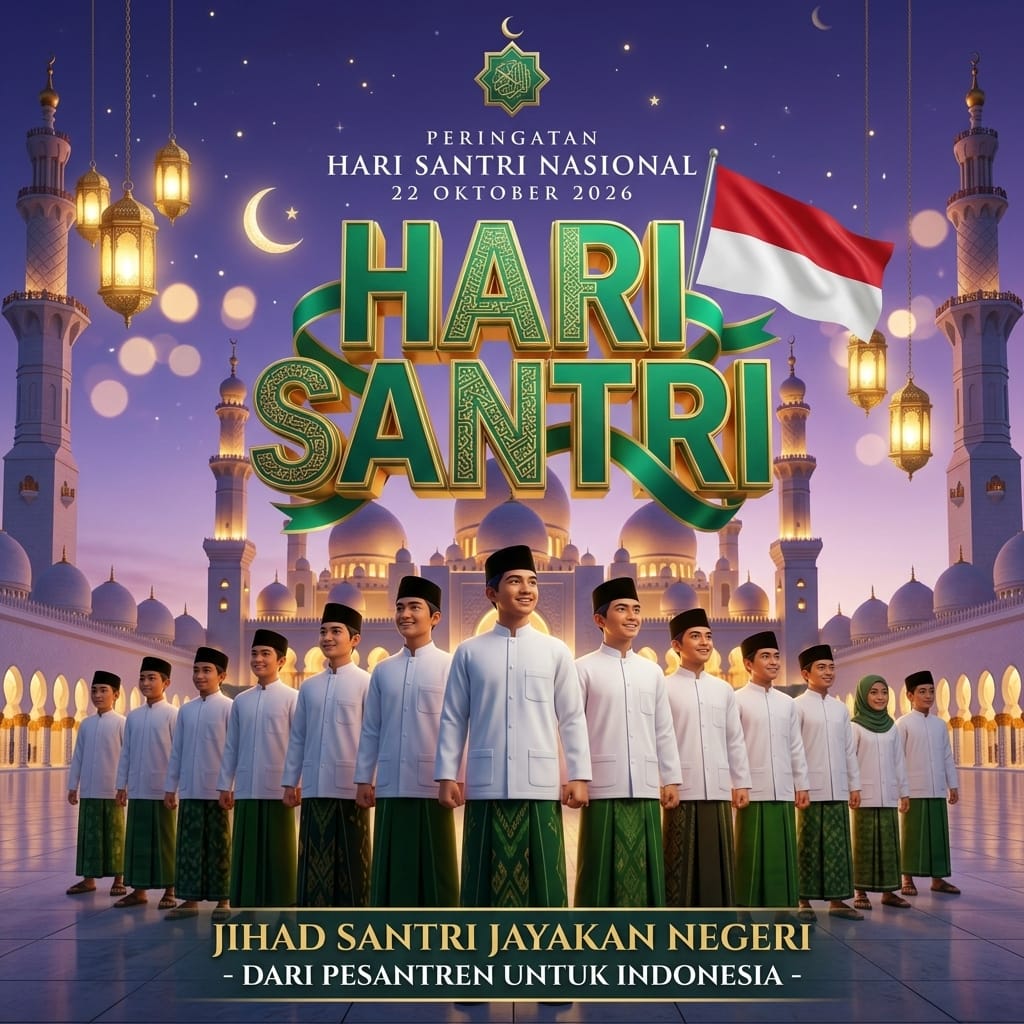 PERINGATAN
HARI SANTRI NASIONAL
22 OKTOBER 2026
HARI
SANTRI
JIHAD SANTRI JAYAKAN NEGERI
- DARI PESANTREN UNTUK INDONESIA -